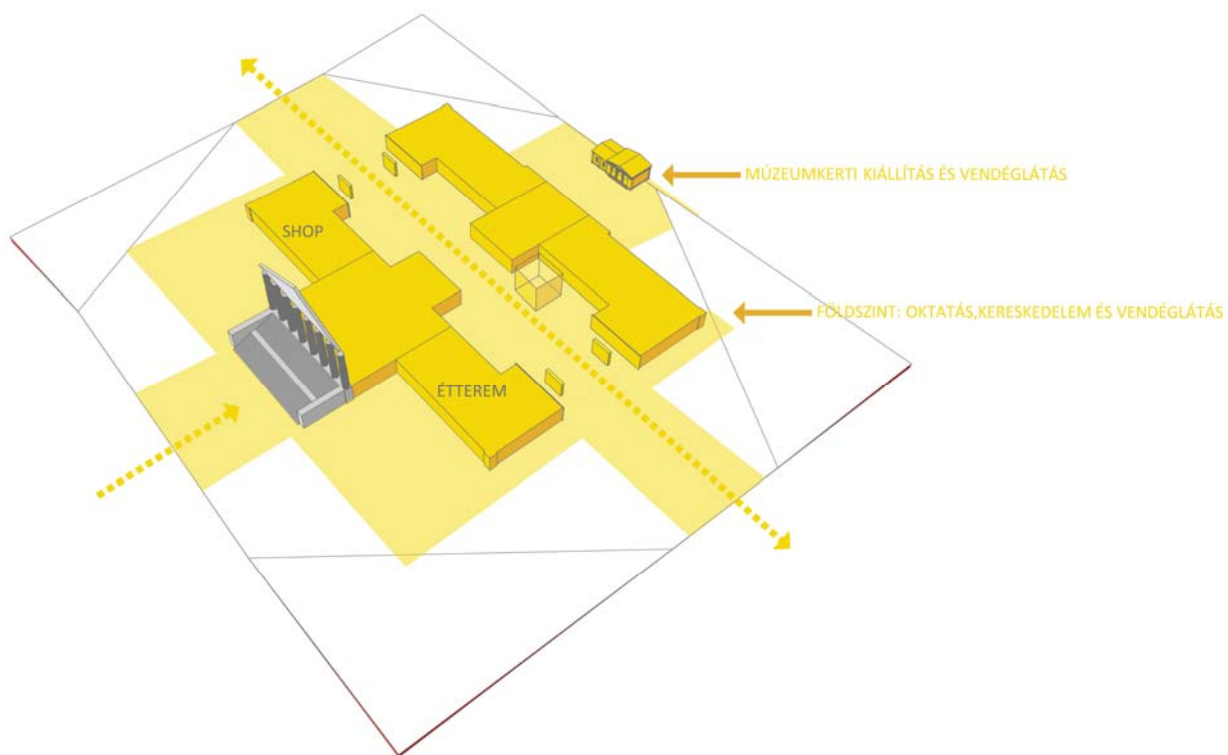 MÚZEUMKERTI KIÁLLÍTÁS ÉS VENDÉGLÁTÁS
SHOP
FÖLDSZINT: OKTATÁS,KERESKEDELEM ÉS VENDÉGLÁTÁS
ÉTTEREM